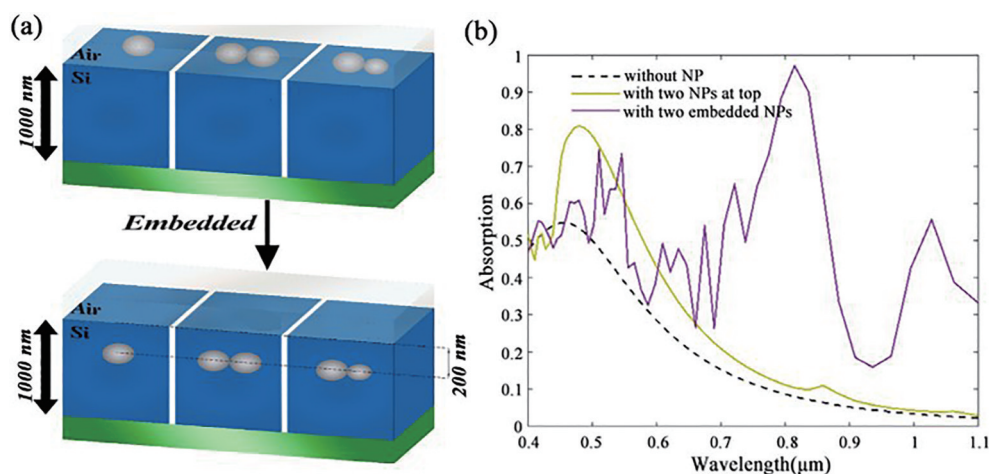 (a)
Air
Si
1000 nm
Embedded
Air
Si
1000 nm
200 nm
(b)
1
0.9
0.8
0.7
0.6
0.5
0.4
0.3
0.2
0.1
0
Absorption
without NP
with two NPs at top
with two embedded NPs
0.4 0.5 0.6 0.7 0.8 0.9 1 1.1
Wavelength(μm)